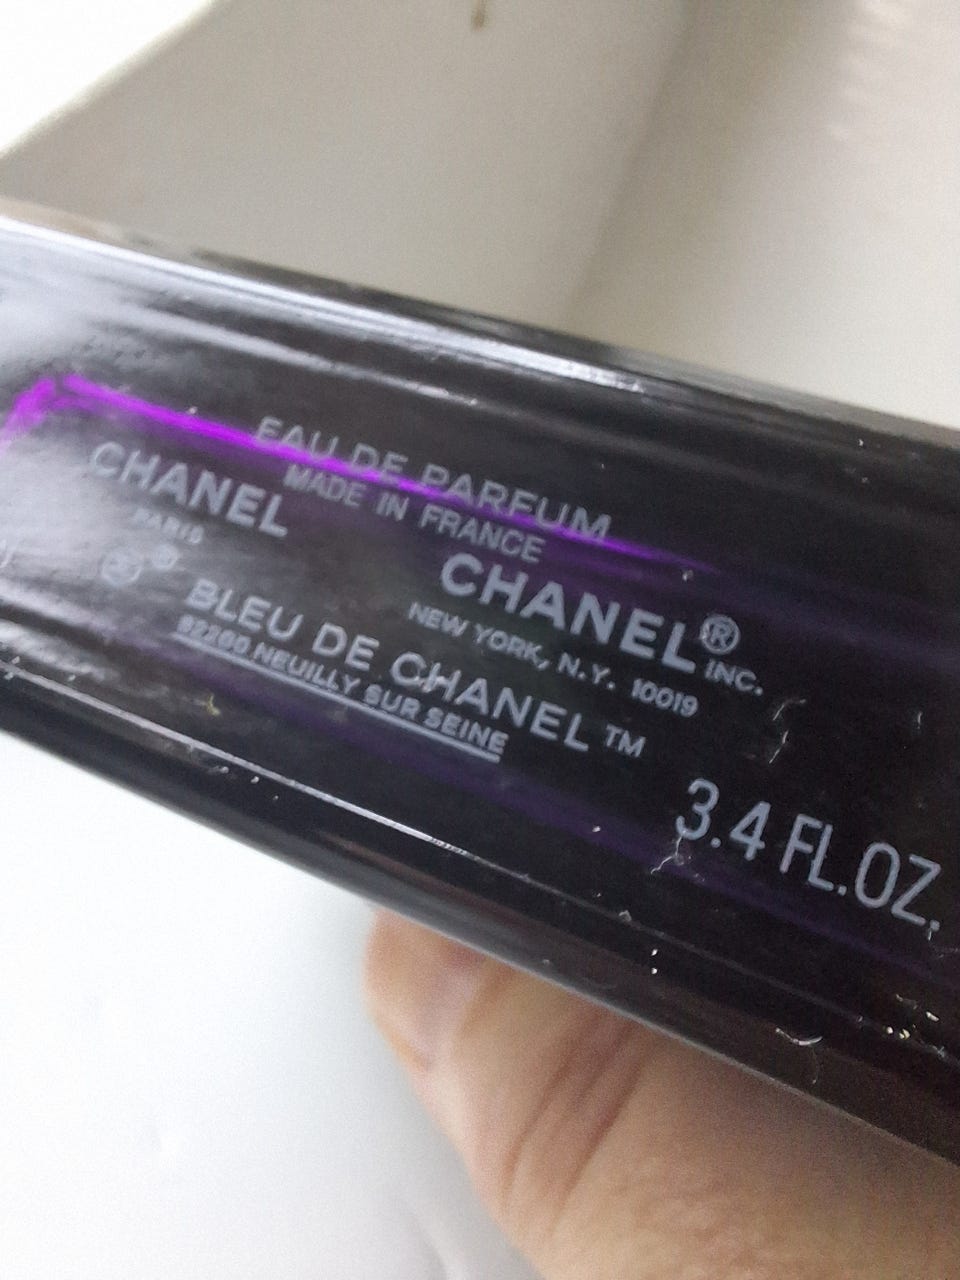 EAU DE PARFUM
MADE IN FRANCE
CHANEL
PARIS
CHANEL®
INC.
NEW YORK, N.Y. 10019
BLEU DE CHANEL™
92200 NEUILLY SUR SEINE
3.4 FL.OZ.